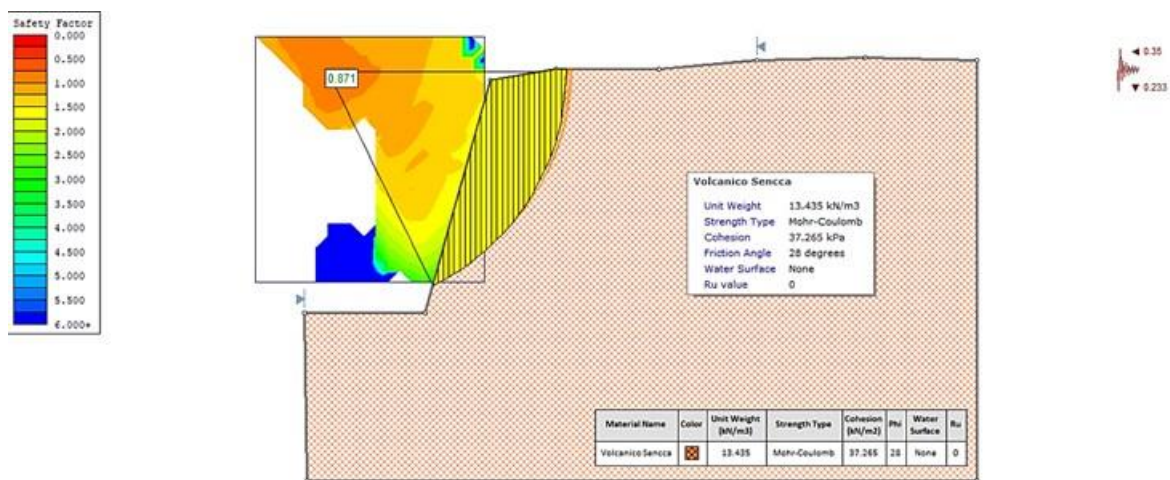 Safety Factor
0.000
0.500
1.000
1.500
2.000
2.500
3.000
3.500
4.000
4.500
5.000
5.500
6.000+
0.871
◄ 0.35
▼ 0.233
Volcanico Sencca
Unit Weight 13.435 kN/m3
Strength Type Mohr-Coulomb
Cohesion 37.265 kPa
Friction Angle 28 degrees
Water Surface None
Ru value 0
Material Name Color Unit Weight (kN/m3) Strength Type Cohesion (kN/m2) Phi Water Surface Ru
Volcanico Sencca 13.435 Mohr-Coulomb 37.265 28 None 0